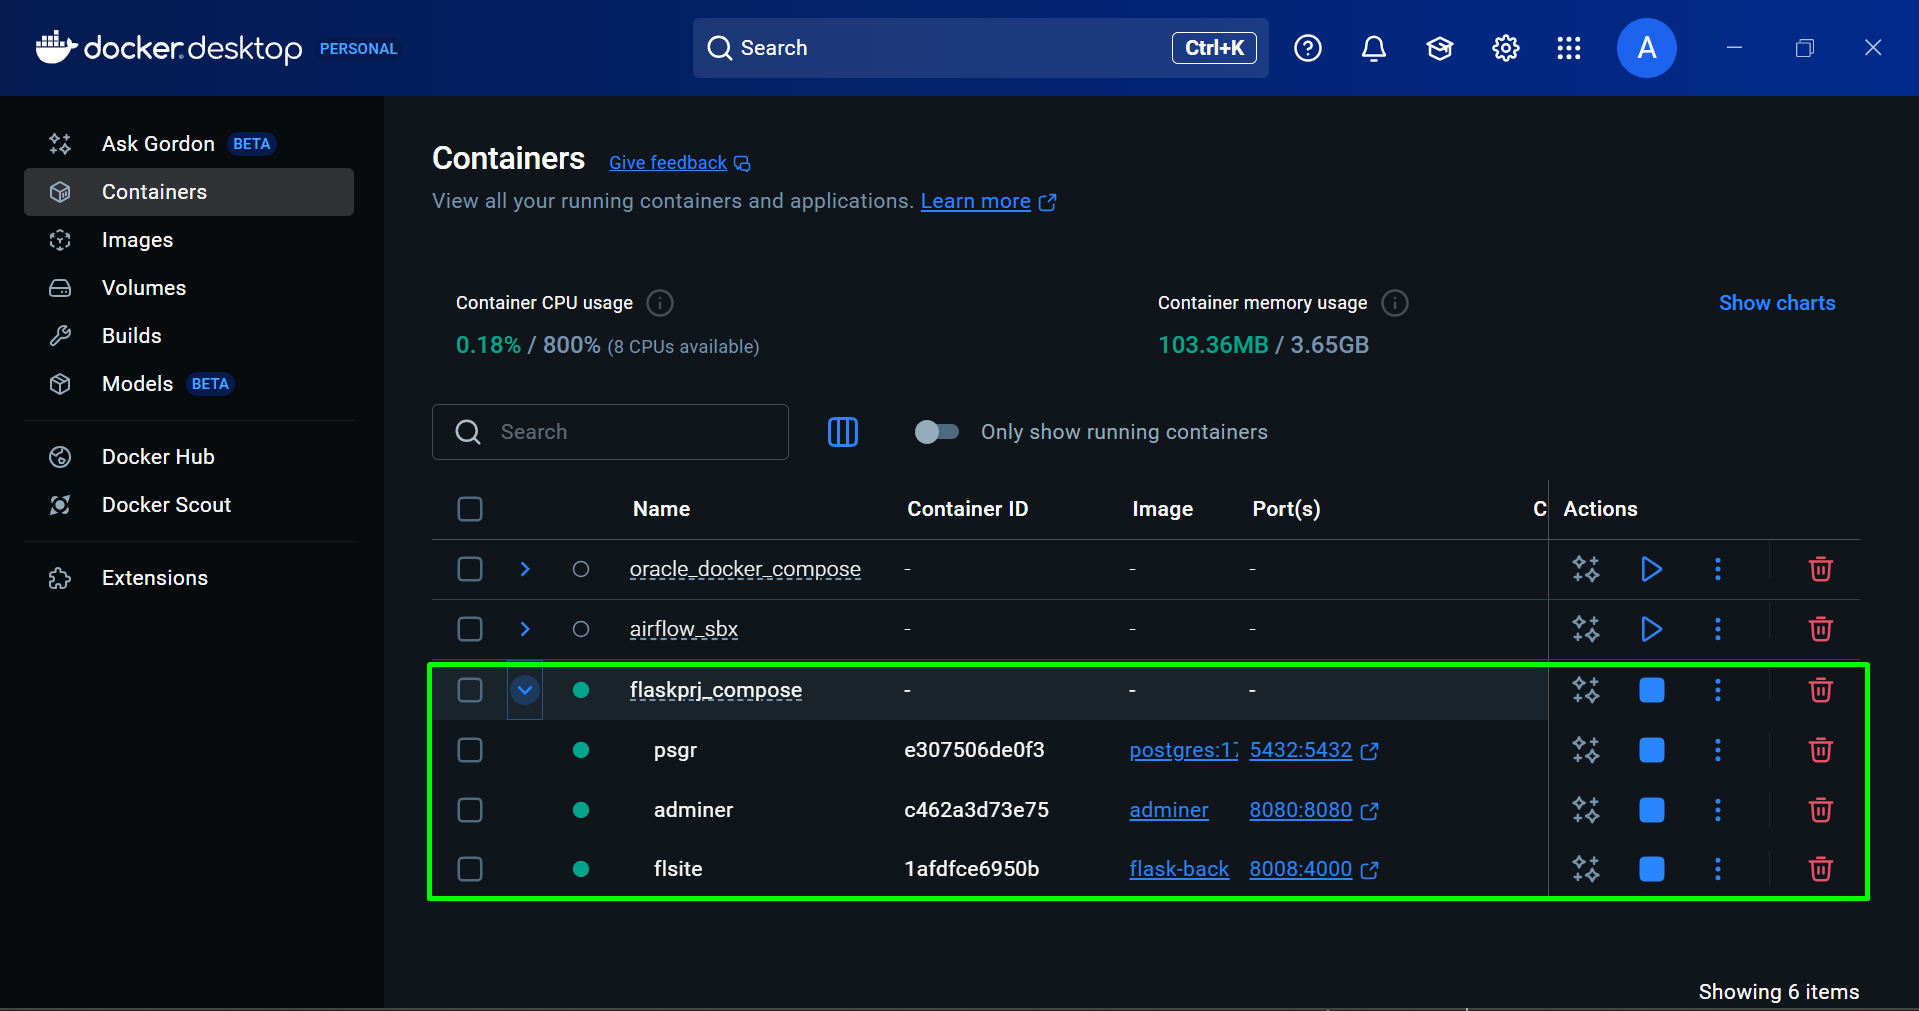 docker desktop PERSONAL Search Ctrl+K A
Ask Gordon BETA
Containers
Images
Volumes
Builds
Models BETA
Docker Hub
Docker Scout
Extensions
Containers Give feedback
View all your running containers and applications. Learn more
Container CPU usage
0.18% / 800% (8 CPUs available)
Container memory usage
103.36MB / 3.65GB
Show charts
Search
Only show running containers
Name Container ID Image Port(s) C Actions
oracle_docker_compose - - -
airflow_sbx - - -
flaskprj_compose - - -
psgr e307506de0f3 postgres:17 5432:5432
adminer c462a3d73e75 adminer 8080:8080
flsite 1afdfce6950b flask-back 8008:4000
Showing 6 items